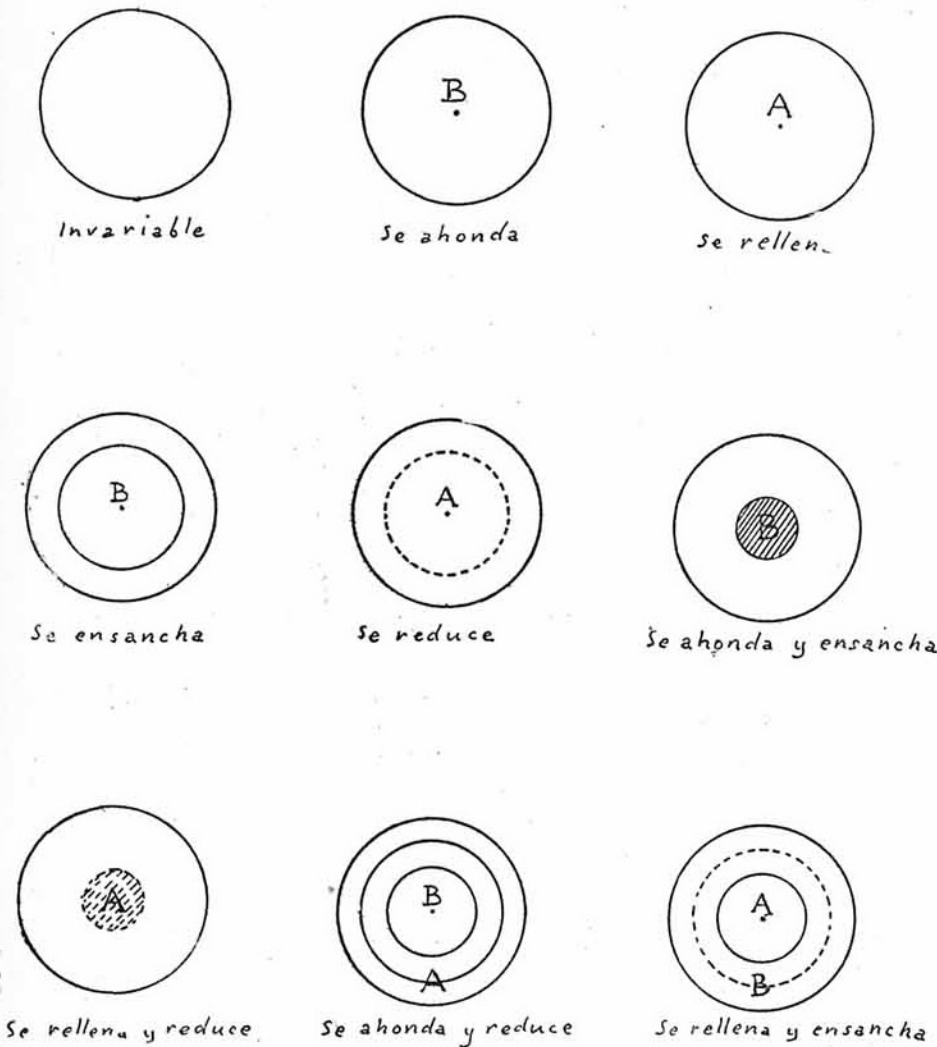 B
A
Invariable
Se ahonda
Se rellen
B
A
B
Se ensancha
Se reduce
Se ahonda y ensancha
A
B
A
A
B
Se rellena y reduce
Se ahonda y reduce
Se rellena y ensancha